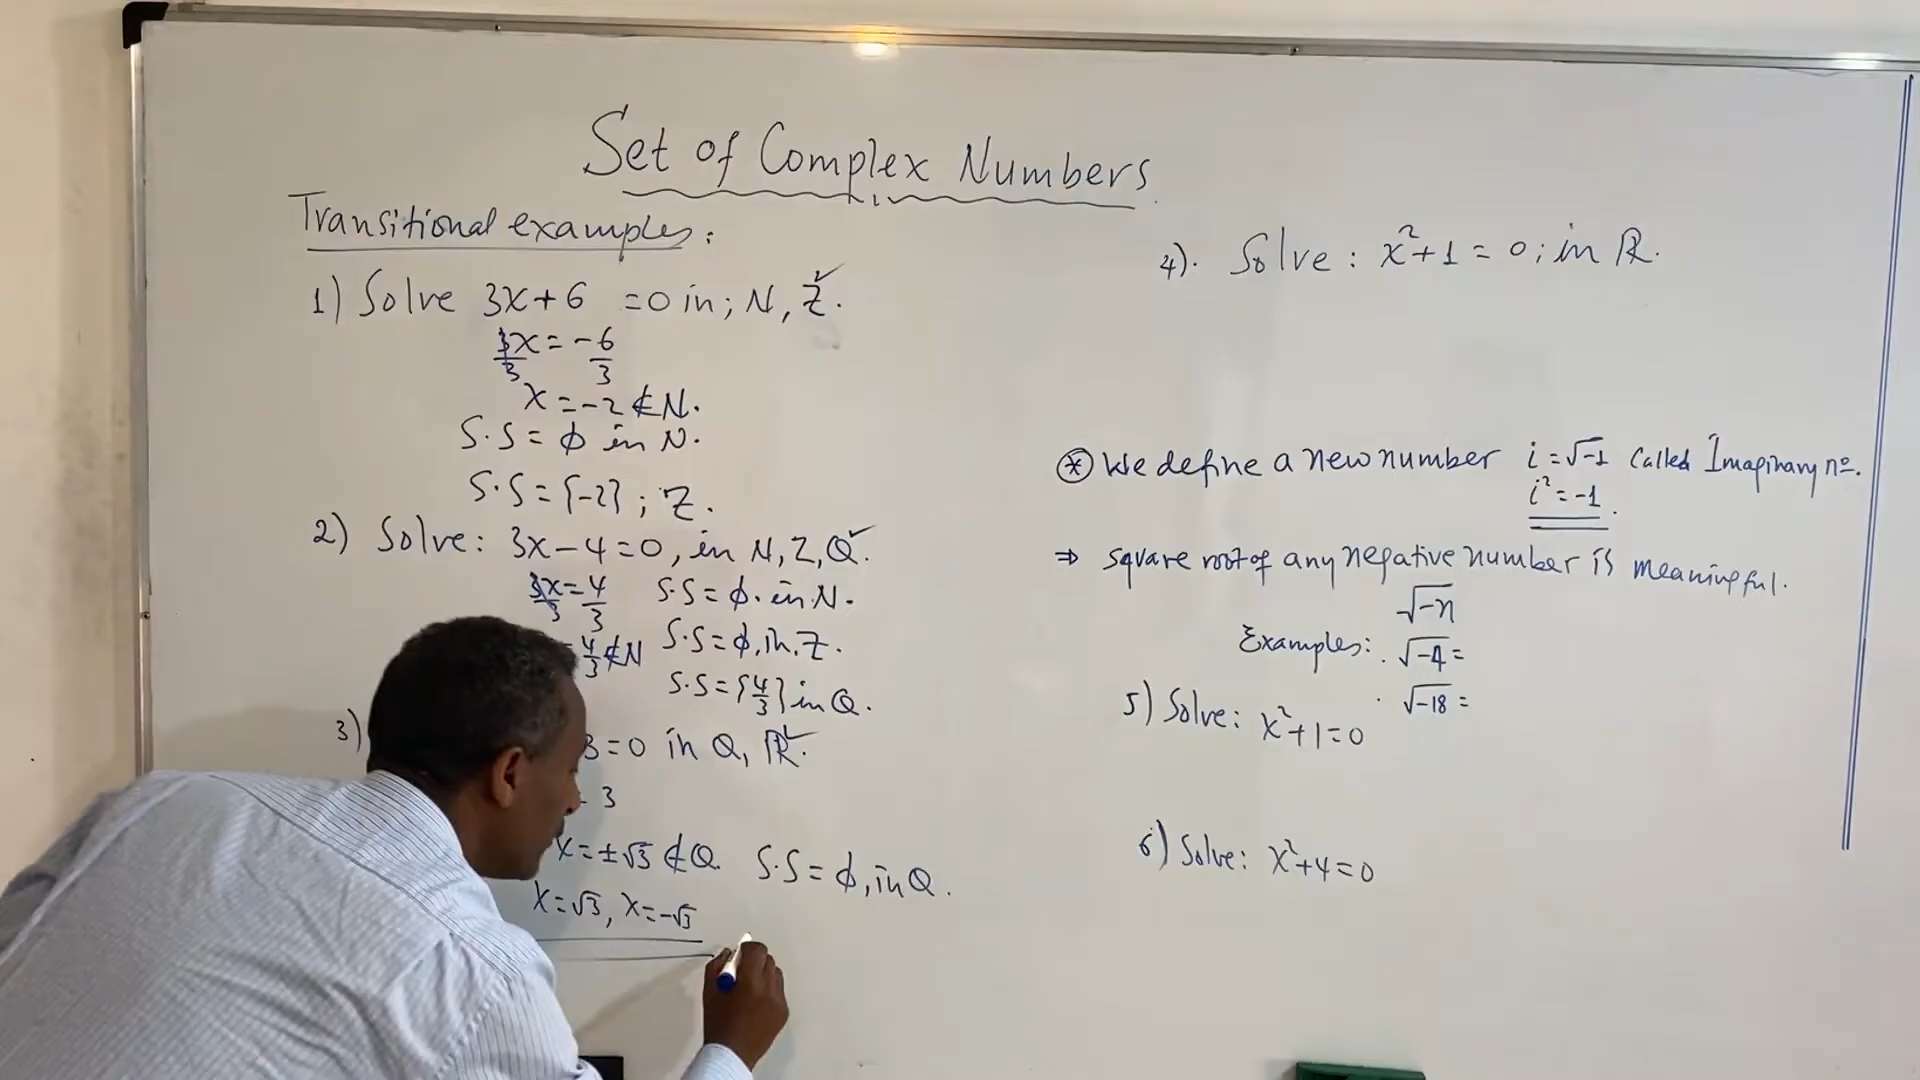 Set of Complex Numbers
Transitional examples:
1) Solve 3x+6 =0 in; N, Z.
3x = -6
3 3
x = -2 ∉ N.
S.S = ϕ in N.
S.S = {-2}; Z.
2) Solve: 3x-4=0, in N, Z, Q.
3x = 4
3 3
4/3 ∉ N
S.S = ϕ. in N.
S.S = ϕ, in, Z.
S.S = {4/3} in Q.
3) 3=0 in Q, R.
3
x = ±√3 ∉ Q
S.S = ϕ, in Q.
x = √3, x = -√3
4). Solve: x²+1 = 0; in R.
* We define a new number i = √-1 Called Imaginary no.
i² = -1.
⇒ square root of any negative number is meaningful.
√-n
Examples: . √-4 =
. √-18 =
5) Solve: x²+1=0
6) Solve: x²+4=0